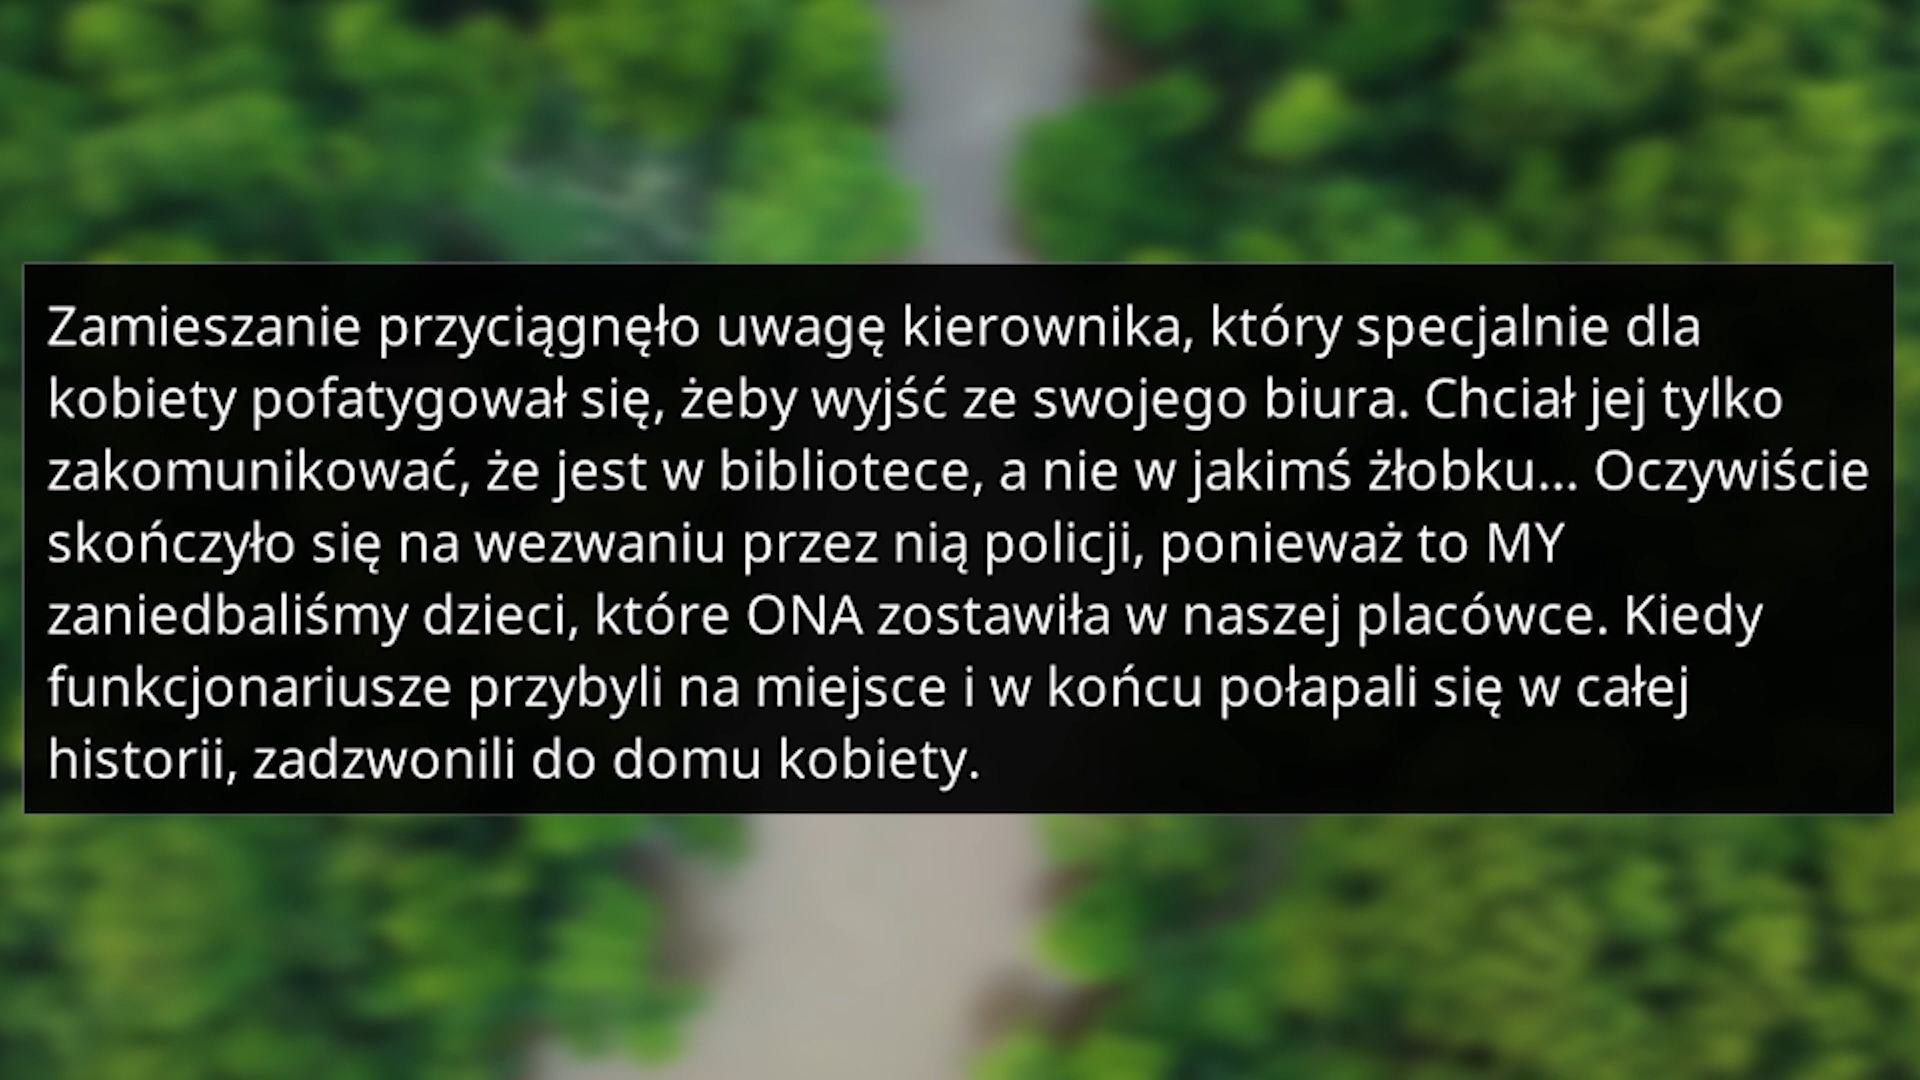 Zamieszanie przyciągnęło uwagę kierownika, który specjalnie dla
kobiety pofatygował się, żeby wyjść ze swojego biura. Chciał jej tylko
zakomunikować, że jest w bibliotece, a nie w jakimś żłobku... Oczywiście
skończyło się na wezwaniu przez nią policji, ponieważ to MY
zaniedbaliśmy dzieci, które ONA zostawiła w naszej placówce. Kiedy
funkcjonariusze przybyli na miejsce i w końcu połapali się w całej
historii, zadzwonili do domu kobiety.